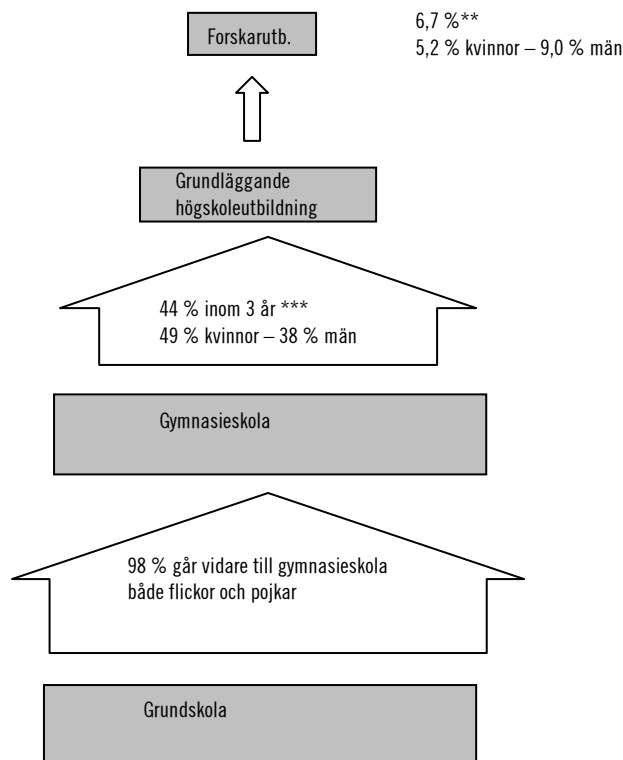 Forskarutb.
6,7 %**
5,2 % kvinnor – 9,0 % män
Grundläggande
högskoleutbildning
44 % inom 3 år ***
49 % kvinnor – 38 % män
Gymnasieskola
98 % går vidare till gymnasieskola
både flickor och pojkar
Grundskola